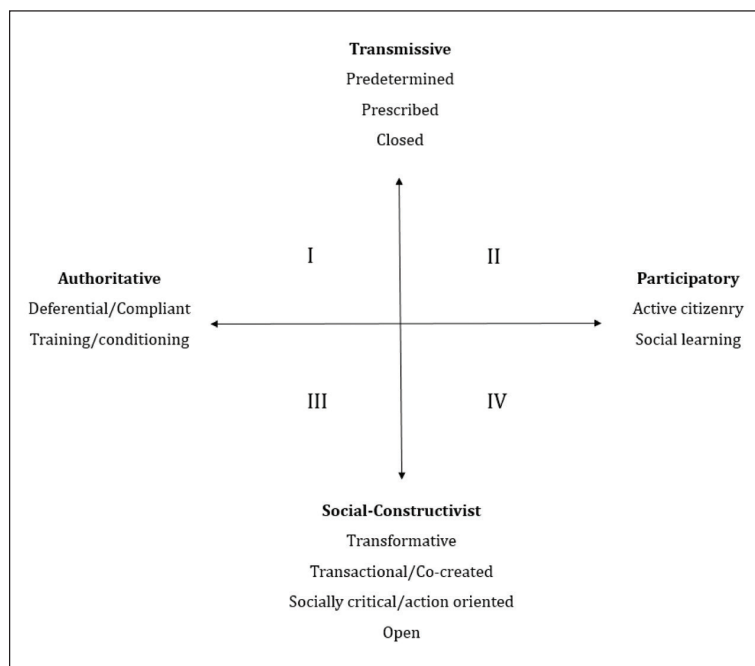 Transmissive
Predetermined
Prescribed
Closed
I
II
Authoritative
Deferential/Compliant
Training/conditioning
Participatory
Active citizenry
Social learning
III
IV
Social-Constructivist
Transformative
Transactional/Co-created
Socially critical/action oriented
Open